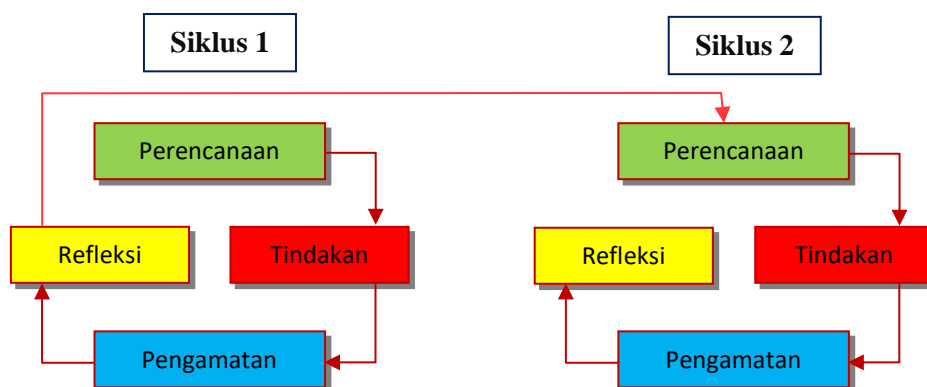 Siklus 1
Siklus 2
Perencanaan
Perencanaan
Refleksi
Tindakan
Refleksi
Tindakan
Pengamatan
Pengamatan